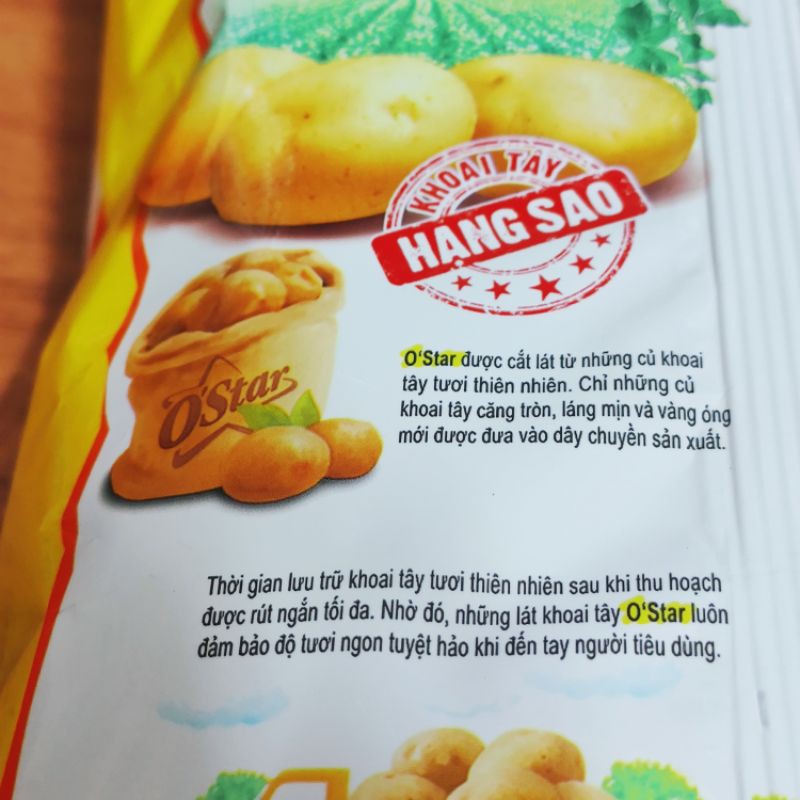 KHOAI TÂY
HẠNG SAO
O'Star
O'Star được cắt lát từ những củ khoai
tây tươi thiên nhiên. Chỉ những củ
khoai tây căng tròn, láng mịn và vàng óng
mới được đưa vào dây chuyền sản xuất.
Thời gian lưu trữ khoai tây tươi thiên nhiên sau khi thu hoạch
được rút ngắn tối đa. Nhờ đó, những lát khoai tây O'Star luôn
đảm bảo độ tươi ngon tuyệt hảo khi đến tay người tiêu dùng.